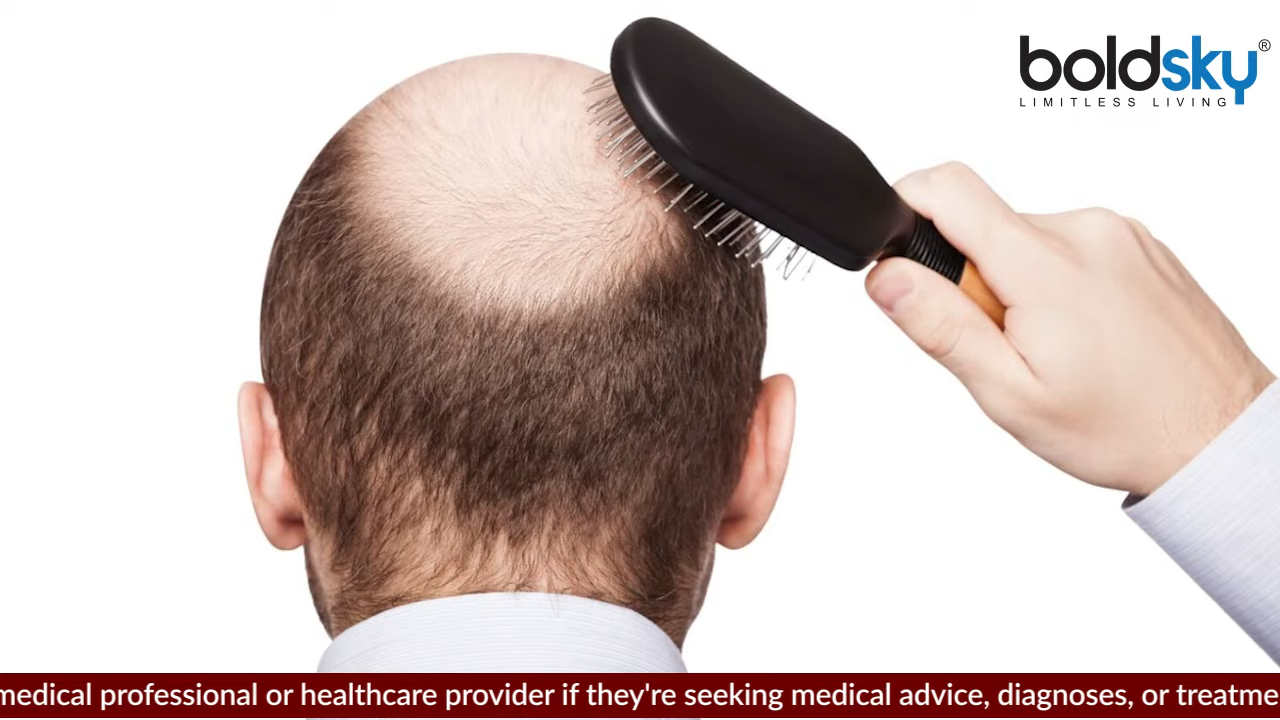 boldsky®
LIMITLESS LIVING
medical professional or healthcare provider if they're seeking medical advice, diagnoses, or treatme